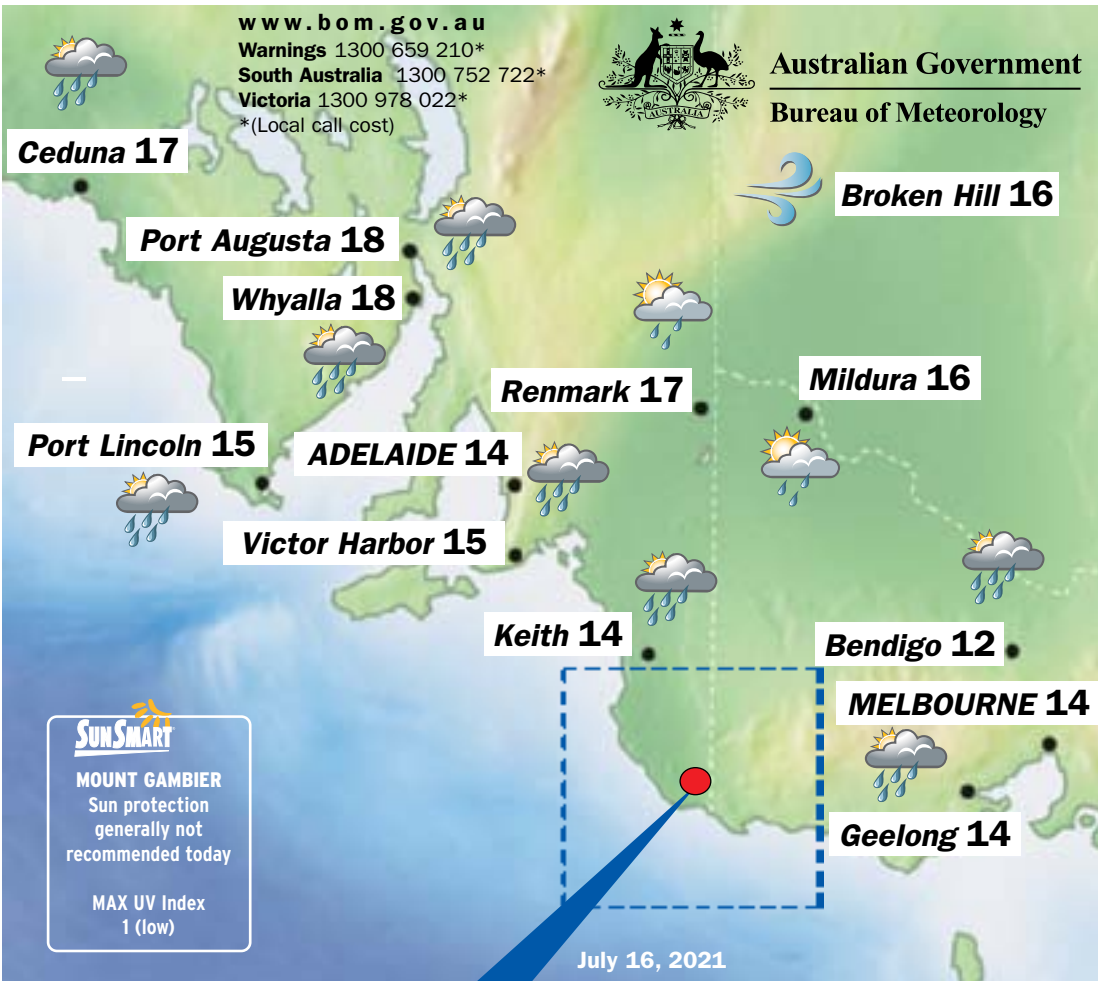 www.bom.gov.au
Warnings 1300 659 210*
South Australia 1300 752 722*
Victoria 1300 978 022*
*(Local call cost)
AUSTRALIA
Australian Government
Bureau of Meteorology
Ceduna 17
Broken Hill 16
Port Augusta 18
Whyalla 18
Renmark 17
Mildura 16
Port Lincoln 15
ADELAIDE 14
Victor Harbor 15
Keith 14
Bendigo 12
MELBOURNE 14
Geelong 14
SUNSMART
MOUNT GAMBIER
Sun protection
generally not
recommended today
MAX UV Index
1 (low)
July 16, 2021